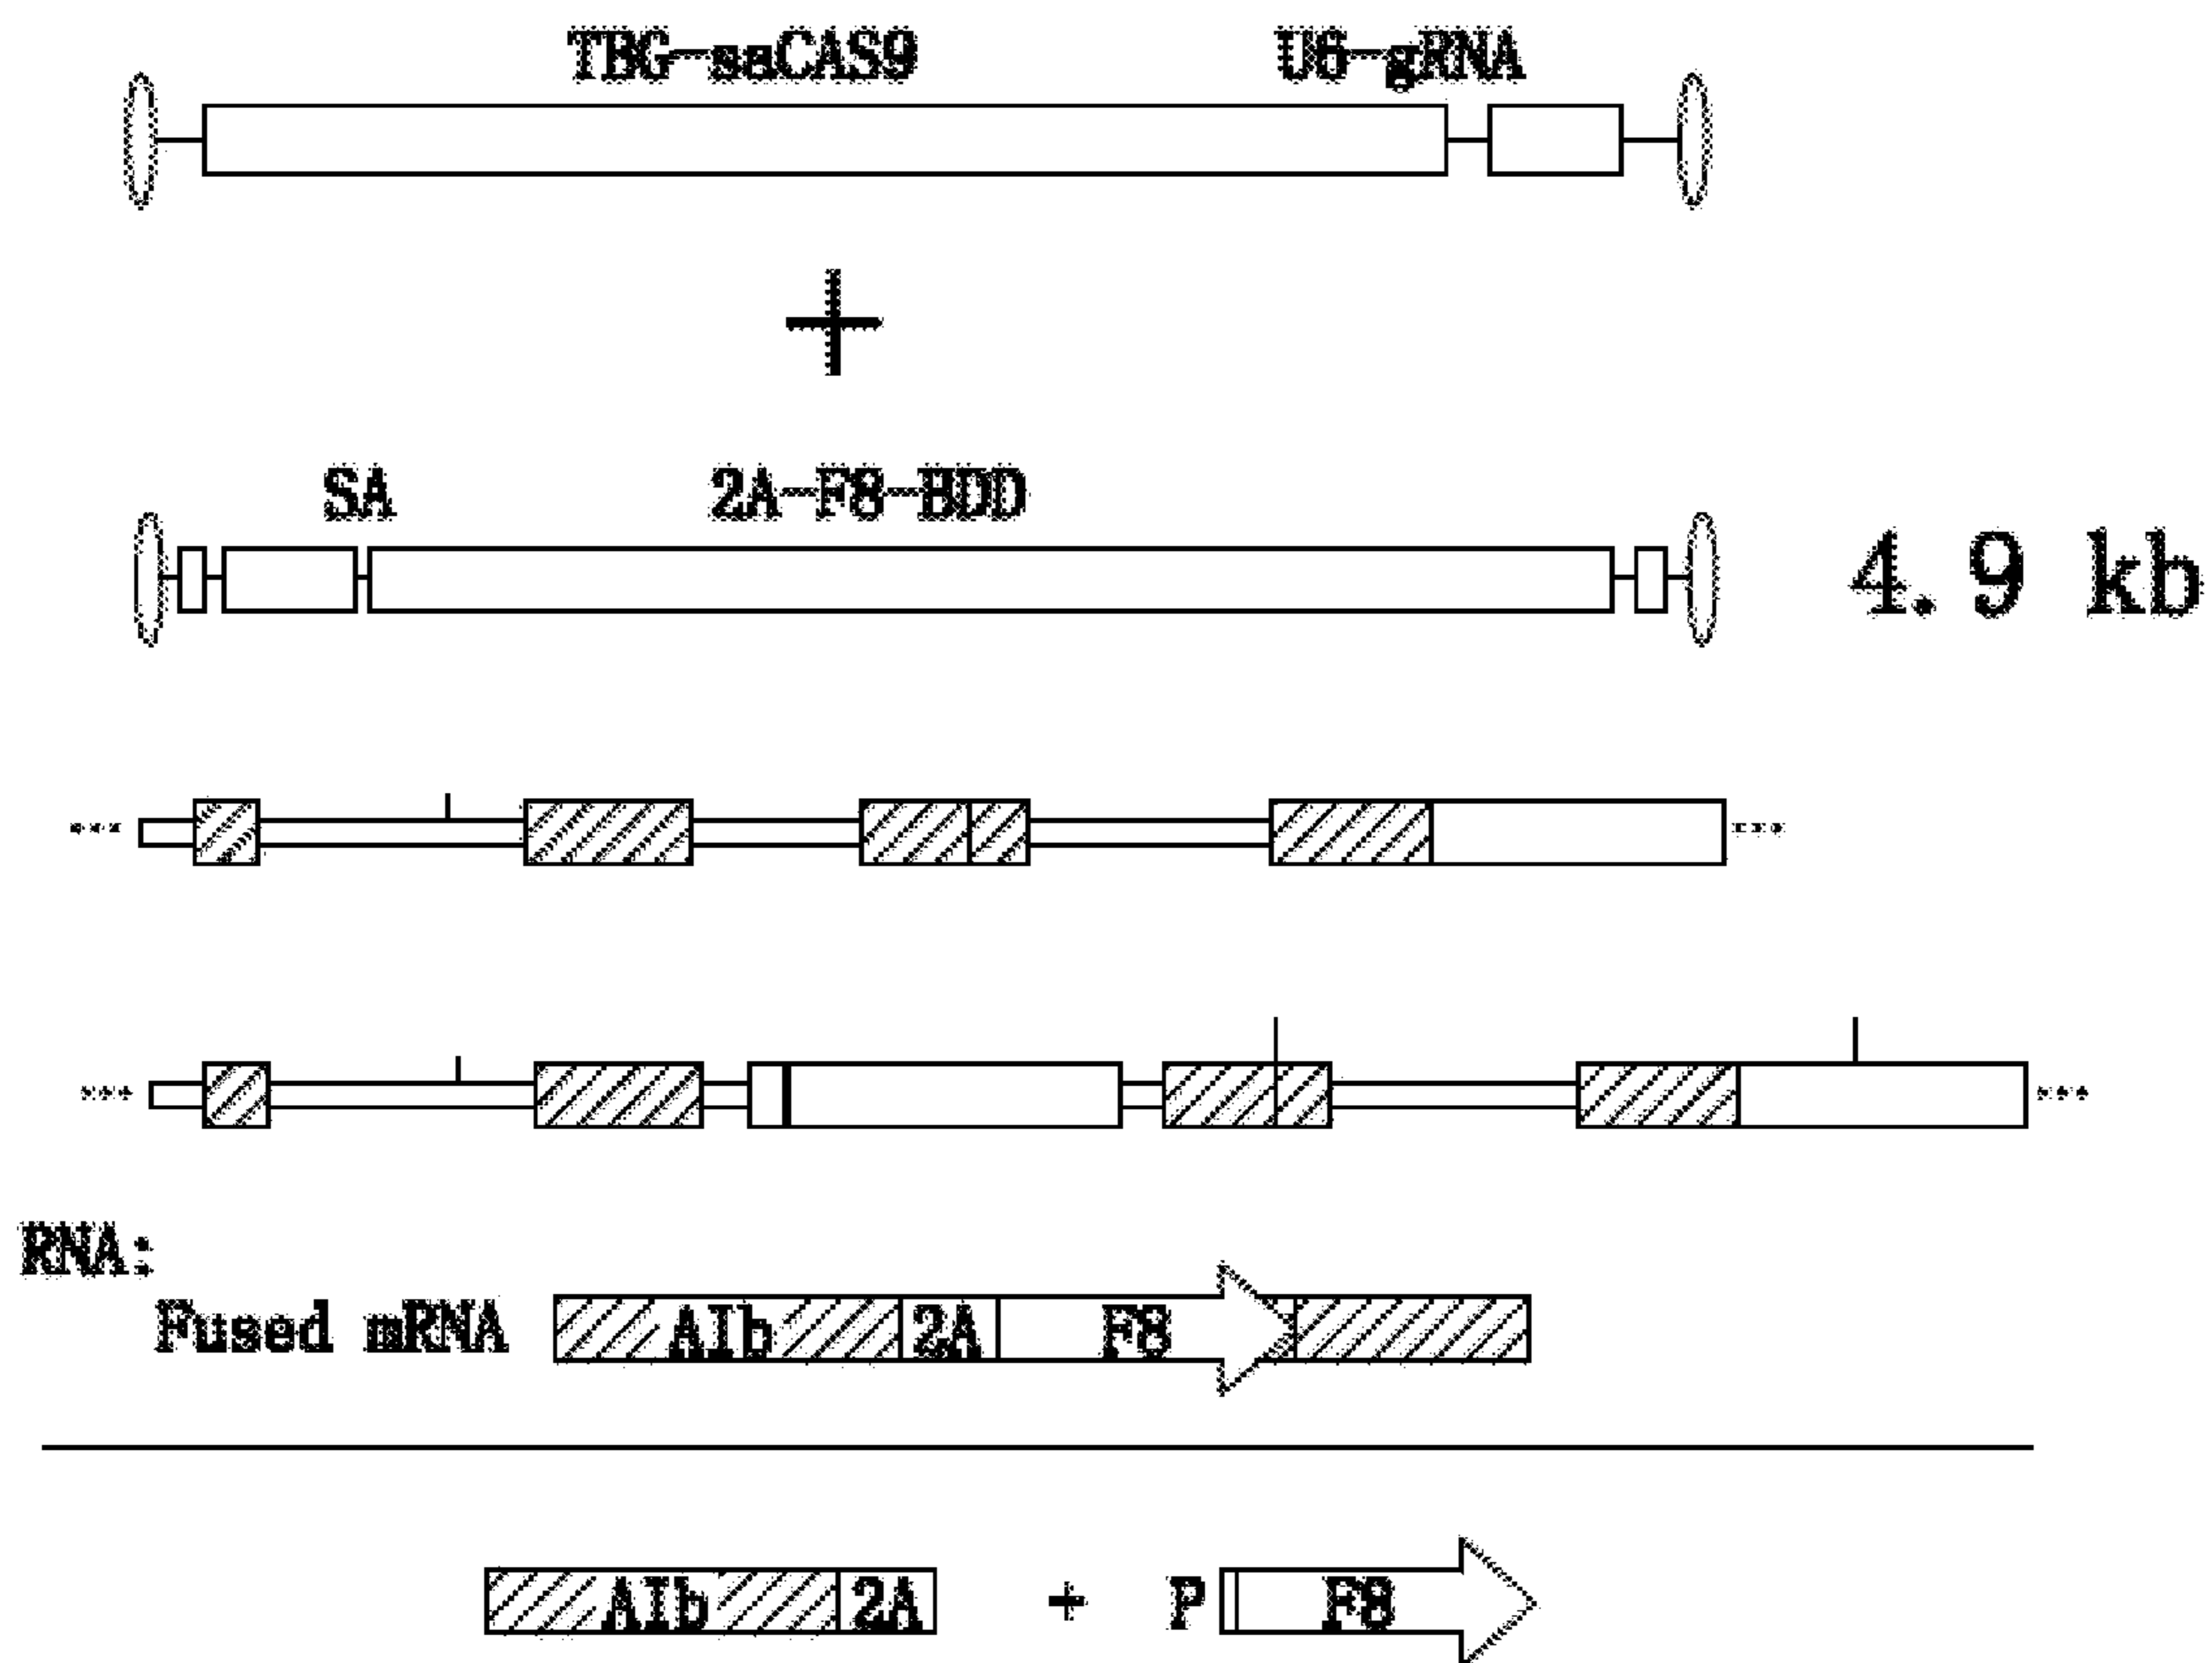 TBG-saCAS9 U6-gRNA
+
SA 2A-F8-BDD
4.9 kb
RNA:
Fused mRNA AIb 2A F8
AIb 2A + P F8